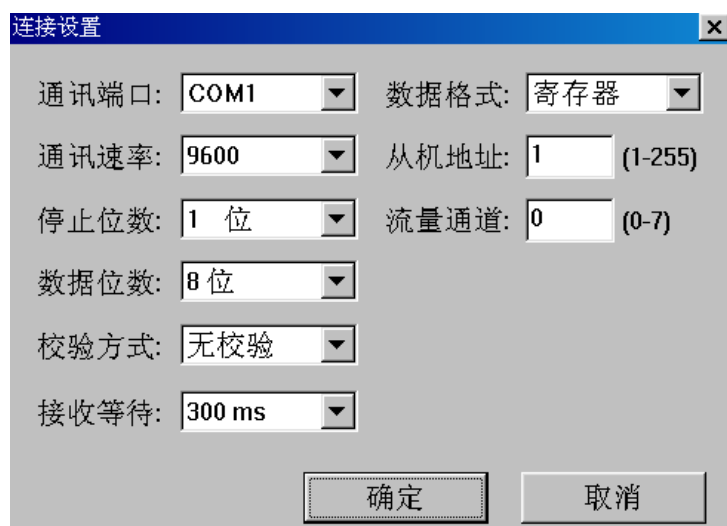 连接设置
通讯端口: COM1 数据格式: 寄存器
通讯速率: 9600 从机地址: 1 (1-255)
停止位数: 1 位 流量通道: 0 (0-7)
数据位数: 8 位
校验方式: 无校验
接收等待: 300 ms
确定 取消